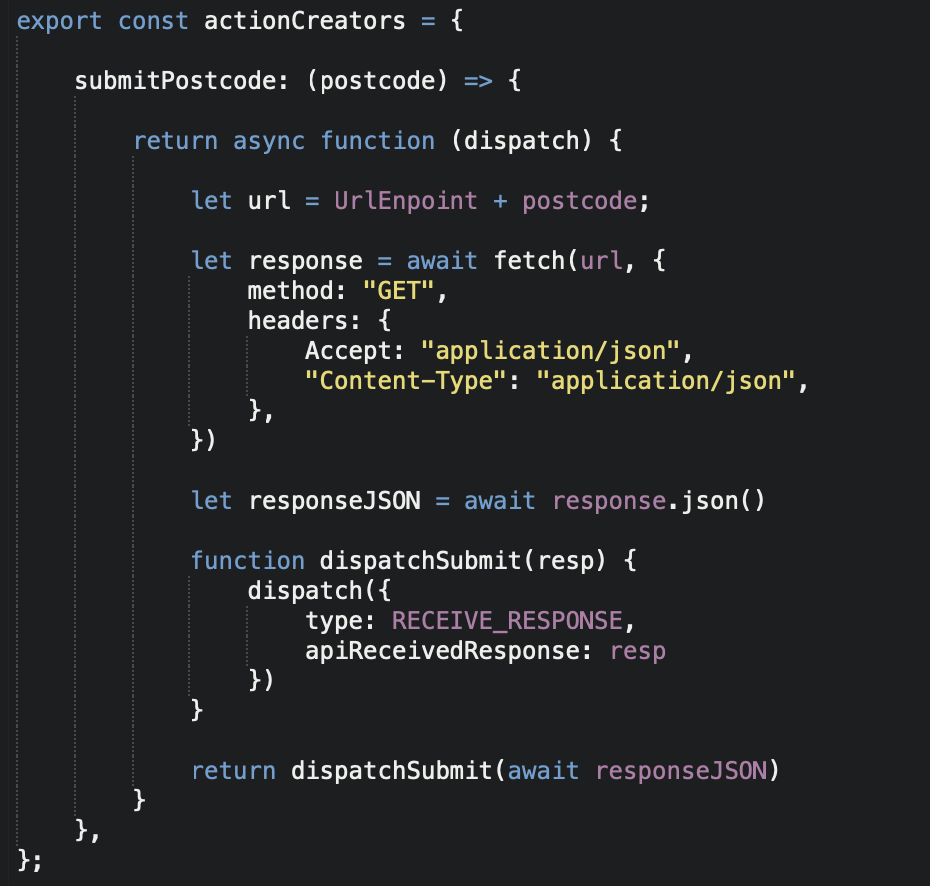 export const actionCreators = {
submitPostcode: (postcode) => {
return async function (dispatch) {
let url = UrlEnpoint + postcode;
let response = await fetch(url, {
method: "GET",
headers: {
Accept: "application/json",
"Content-Type": "application/json",
},
})
let responseJSON = await response.json()
function dispatchSubmit(resp) {
dispatch({
type: RECEIVE_RESPONSE,
apiReceivedResponse: resp
})
}
return dispatchSubmit(await responseJSON)
}
},
};